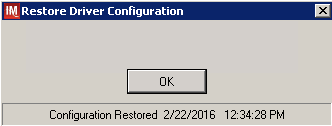 IM Restore Driver Configuration
OK
Configuration Restored 2/22/2016 12:34:28 PM